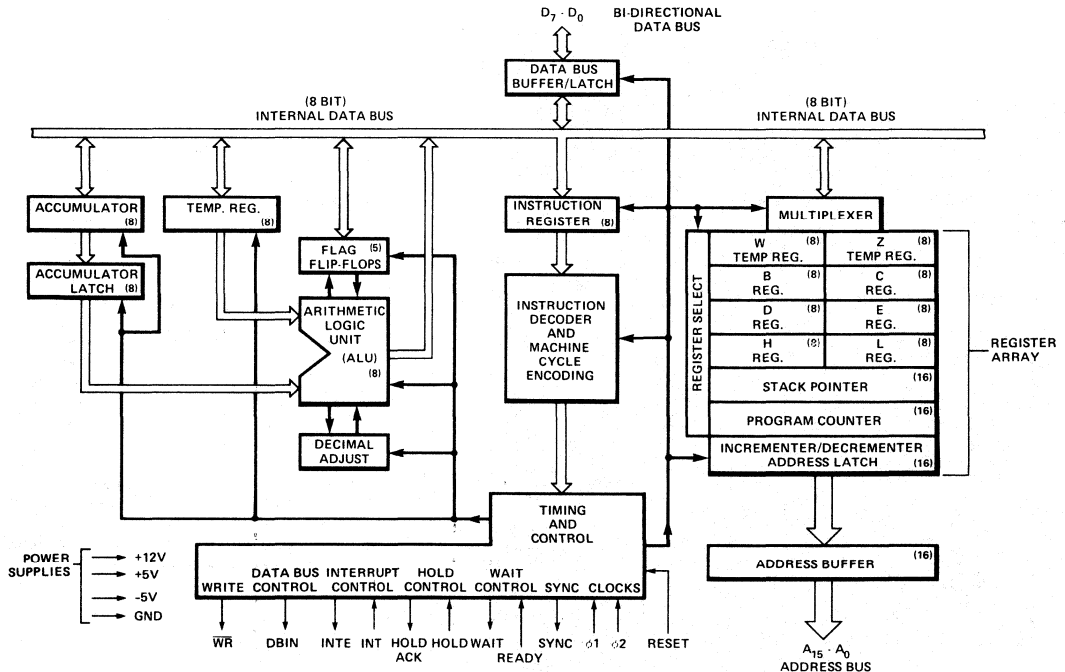 D7 - D0 BI-DIRECTIONAL
DATA BUS
DATA BUS
BUFFER/LATCH
(8 BIT)
INTERNAL DATA BUS
(8 BIT)
INTERNAL DATA BUS
ACCUMULATOR
(8)
TEMP. REG.
(8)
INSTRUCTION
REGISTER (8)
MULTIPLEXER
FLAG (5)
FLIP-FLOPS
ACCUMULATOR
LATCH (8)
ARITHMETIC
LOGIC
UNIT
(ALU)
(8)
DECIMAL
ADJUST
INSTRUCTION
DECODER
AND
MACHINE
CYCLE
ENCODING
REGISTER SELECT
W (8)
TEMP REG.
Z (8)
TEMP REG.
B (8)
REG.
C (8)
REG.
D (8)
REG.
E (8)
REG.
H (8)
REG.
L (8)
REG.
STACK POINTER (16)
PROGRAM COUNTER (16)
INCREMENTER/DECREMENTER
ADDRESS LATCH (16)
REGISTER
ARRAY
TIMING
AND
CONTROL
ADDRESS BUFFER (16)
POWER
SUPPLIES
+12V
+5V
-5V
GND
WRITE
DATA BUS
CONTROL
INTERRUPT
CONTROL
HOLD
CONTROL
WAIT
CONTROL
SYNC
CLOCKS
WR
DBIN
INTE
INT
HOLD
ACK
HOLD
WAIT
READY
SYNC
φ1
φ2
RESET
A15 - A0
ADDRESS BUS